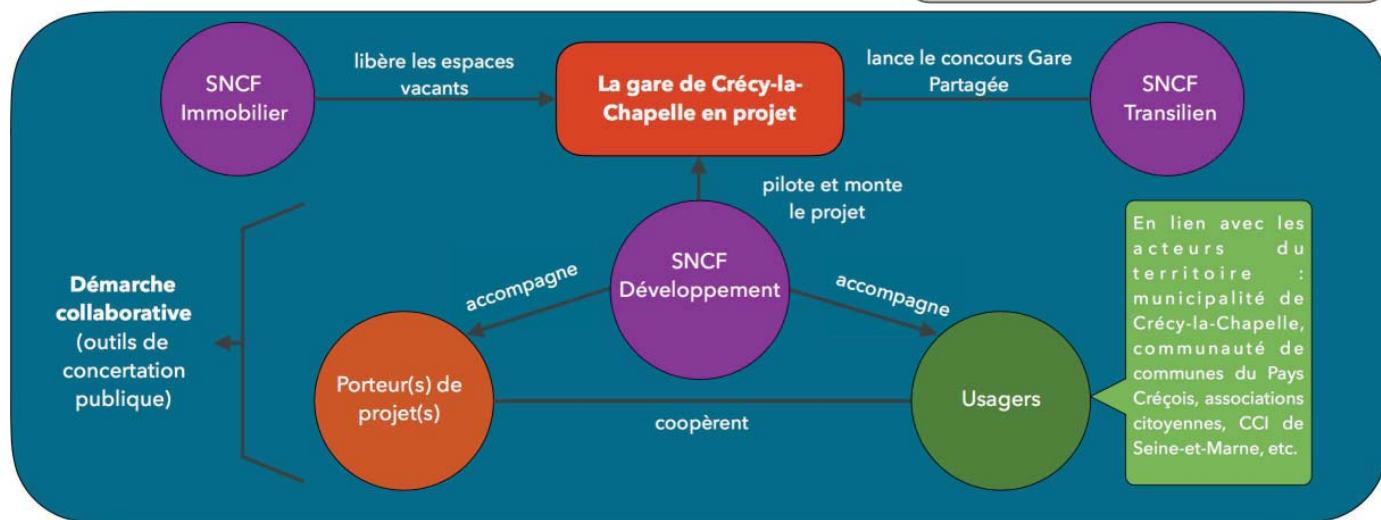 SNCF
Immobilier
libère les espaces
vacants
La gare de Crécy-la-
Chapelle en projet
lance le concours Gare
Partagée
SNCF
Transilien
pilote et monte
le projet
SNCF
Développement
accompagne
accompagne
Démarche
collaborative
(outils de
concertation
publique)
Porteur(s) de
projet(s)
coopèrent
Usagers
En lien avec les
acteurs du
territoire :
municipalité de
Crécy-la-Chapelle,
communauté de
communes du Pays
Créçois, associations
citoyennes, CCI de
Seine-et-Marne, etc.